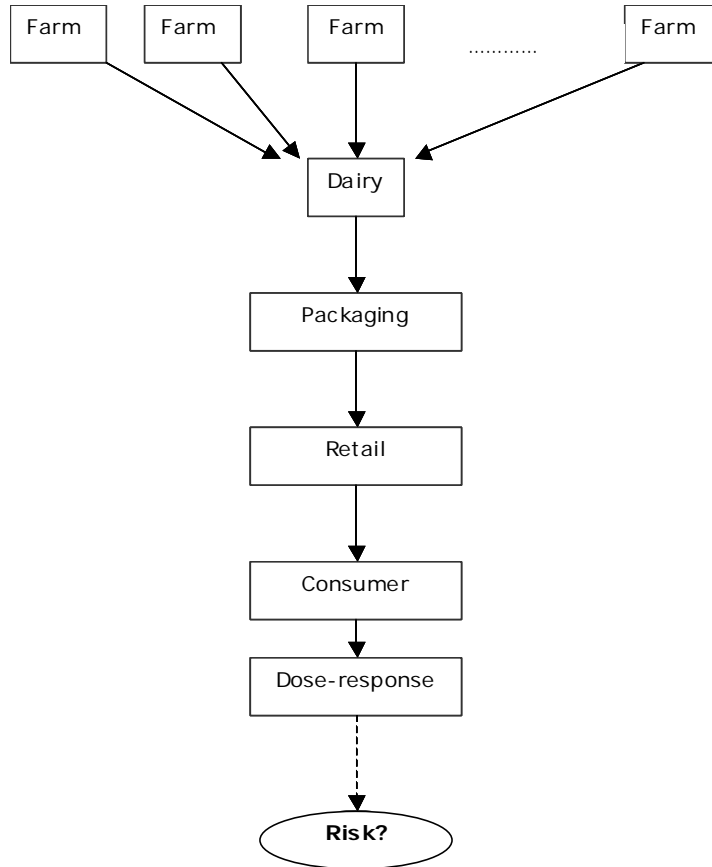 Farm Farm Farm ............ Farm
Dairy
Packaging
Retail
Consumer
Dose-response
Risk?